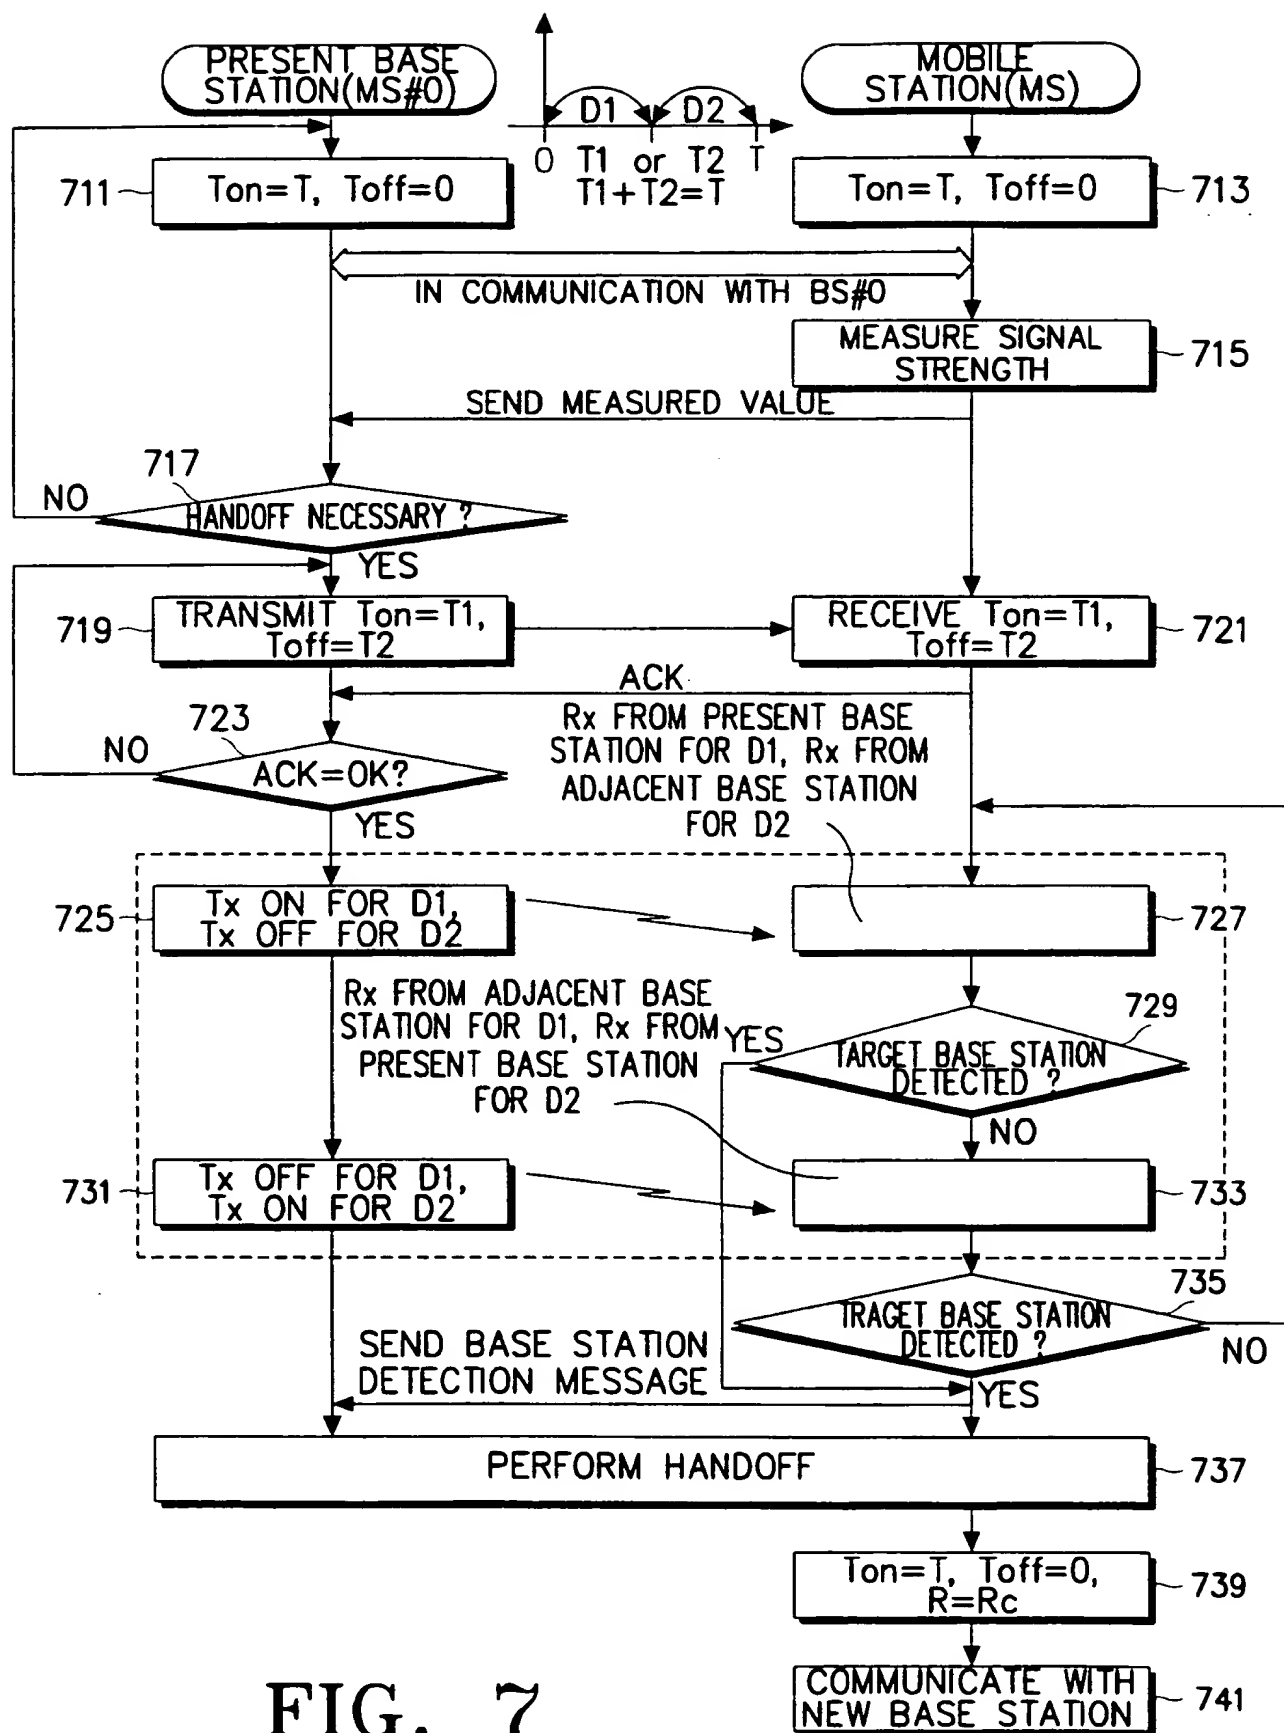 PRESENT BASE
STATION(MS#0)
D1 D2
0 T1 or T2 T
T1+T2=T
MOBILE
STATION(MS)
711
Ton=T, Toff=0
Ton=T, Toff=0
713
IN COMMUNICATION WITH BS#0
MEASURE SIGNAL
STRENGTH
715
SEND MEASURED VALUE
717
NO
HANDOFF NECESSARY ?
YES
719
TRANSMIT Ton=T1,
Toff=T2
RECEIVE Ton=T1,
Toff=T2
721
ACK
723
NO
ACK=OK?
YES
Rx FROM PRESENT BASE
STATION FOR D1, Rx FROM
ADJACENT BASE STATION
FOR D2
725
Tx ON FOR D1,
Tx OFF FOR D2
727
Rx FROM ADJACENT BASE
STATION FOR D1, Rx FROM
PRESENT BASE STATION
FOR D2
729
YES
TARGET BASE STATION
DETECTED ?
NO
731
Tx OFF FOR D1,
Tx ON FOR D2
733
735
TRAGET BASE STATION
DETECTED ?
NO
YES
SEND BASE STATION
DETECTION MESSAGE
PERFORM HANDOFF
737
Ton=T, Toff=0,
R=Rc
739
COMMUNICATE WITH
NEW BASE STATION
741
FIG. 7